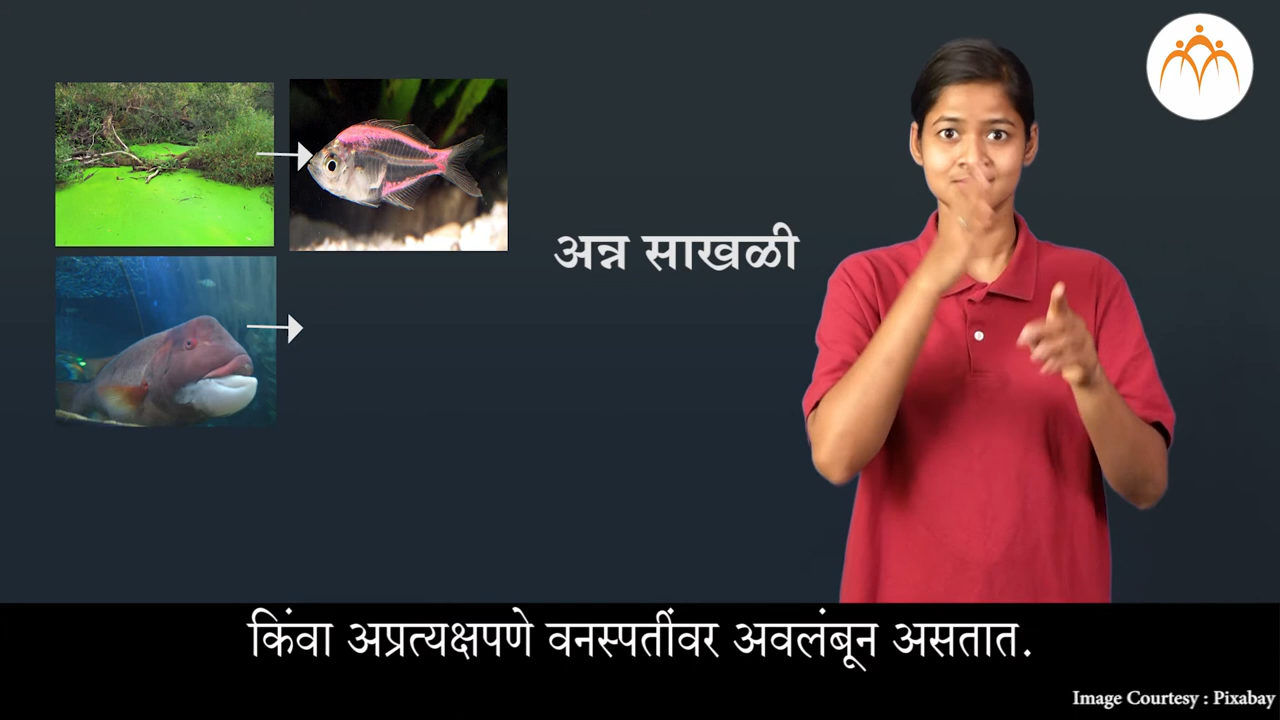 अन्न साखळी
किंवा अप्रत्यक्षपणे वनस्पतींवर अवलंबून असतात.
Image Courtesy : Pixabay